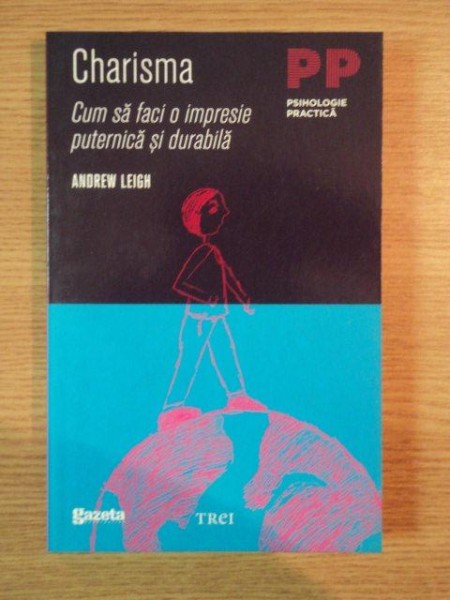 Charisma
Cum să faci o impresie
puternică și durabilă
ANDREW LEIGH
PP
PSIHOLOGIE
PRACTICĂ
gazeta
TREI